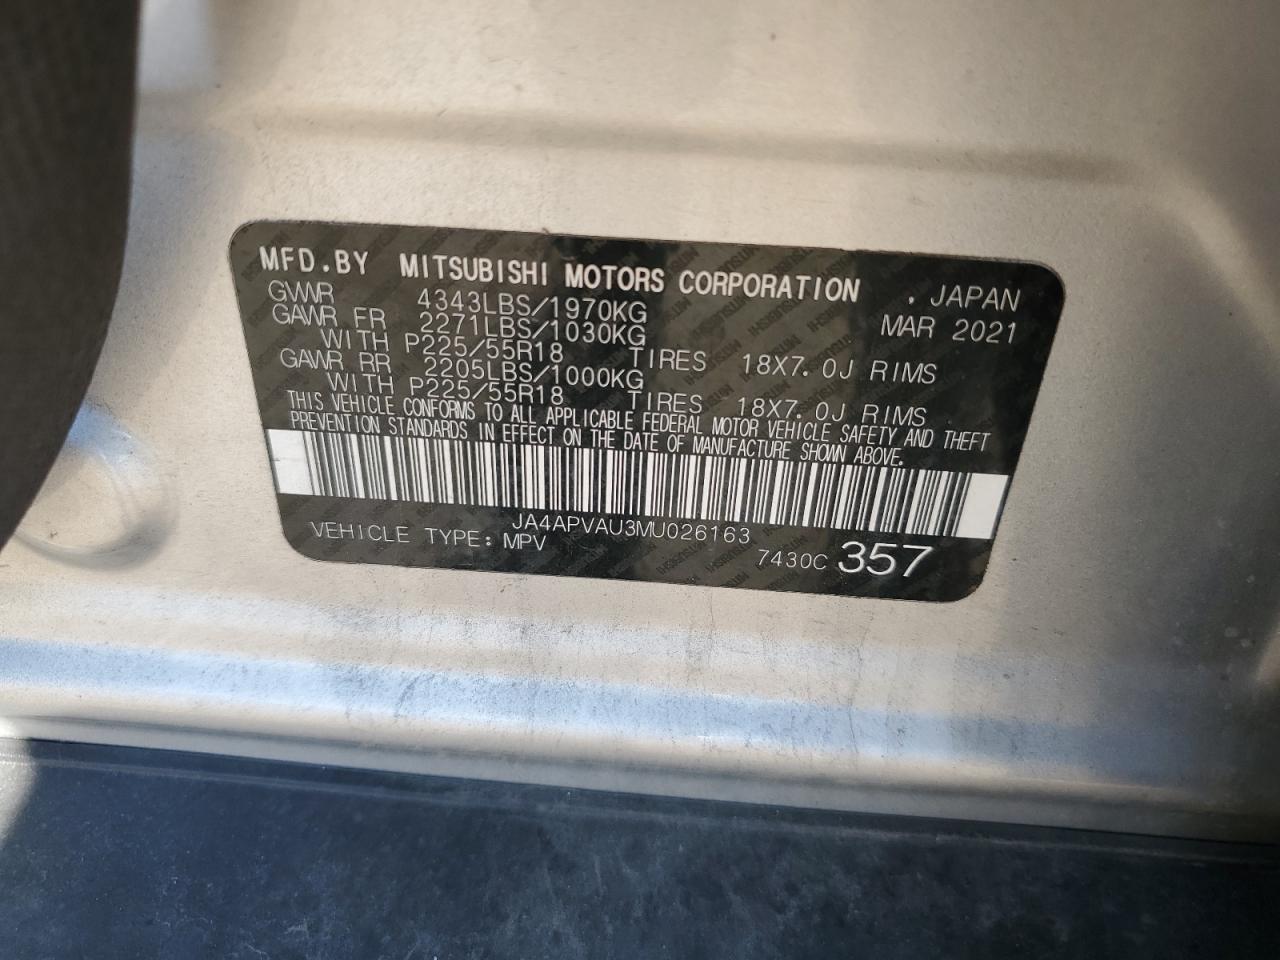 MFD.BY MITSUBISHI MOTORS CORPORATION . JAPAN
GVWR 4343LBS/1970KG MAR 2021
GAWR FR 2271LBS/1030KG
WITH P225/55R18 TIRES 18X7.0J RIMS
GAWR RR 2205LBS/1000KG
WITH P225/55R18 TIRES 18X7.0J RIMS
THIS VEHICLE CONFORMS TO ALL APPLICABLE FEDERAL MOTOR VEHICLE SAFETY AND THEFT
PREVENTION STANDARDS IN EFFECT ON THE DATE OF MANUFACTURE SHOWN ABOVE.
JA4APVAU3MU026163
VEHICLE TYPE: MPV 7430C 357